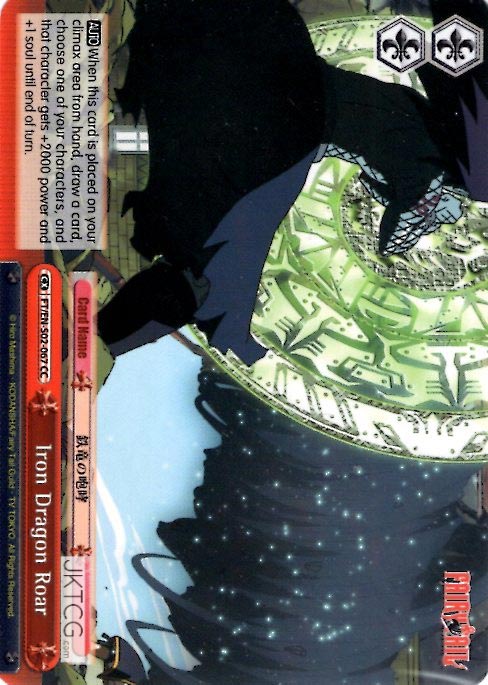 AUTO When this card is placed on your
climax area from hand, draw a card,
choose one of your characters, and
that character gets +2000 power and
+1 soul until end of turn.
Card Name
鉄竜の咆哮
CX FT/EN-S02-067 CC
Iron Dragon Roar
© Hiro Mashima · KODANSHA/Fairy Tail Guild · TV TOKYO. All Rights Reserved.
FAIRY TAIL
JKTCG.com